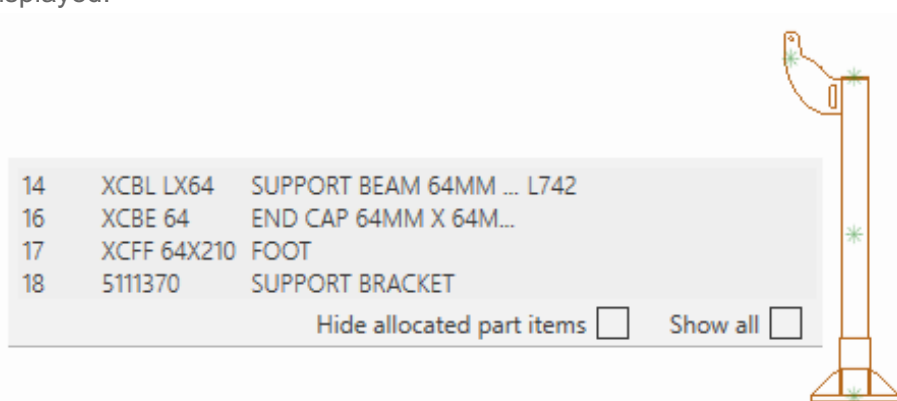 14 XCBL LX64 SUPPORT BEAM 64MM ... L742
16 XCBE 64 END CAP 64MM X 64M...
17 XCFF 64X210 FOOT
18 5111370 SUPPORT BRACKET
Hide allocated part items Show all